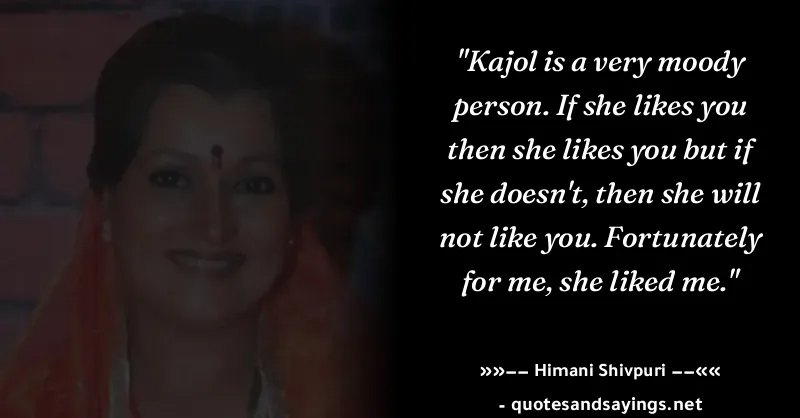 "Kajol is a very moody
person. If she likes you
then she likes you but if
she doesn't, then she will
not like you. Fortunately
for me, she liked me."
»»–– Himani Shivpuri ––««
- quotesandsayings.net